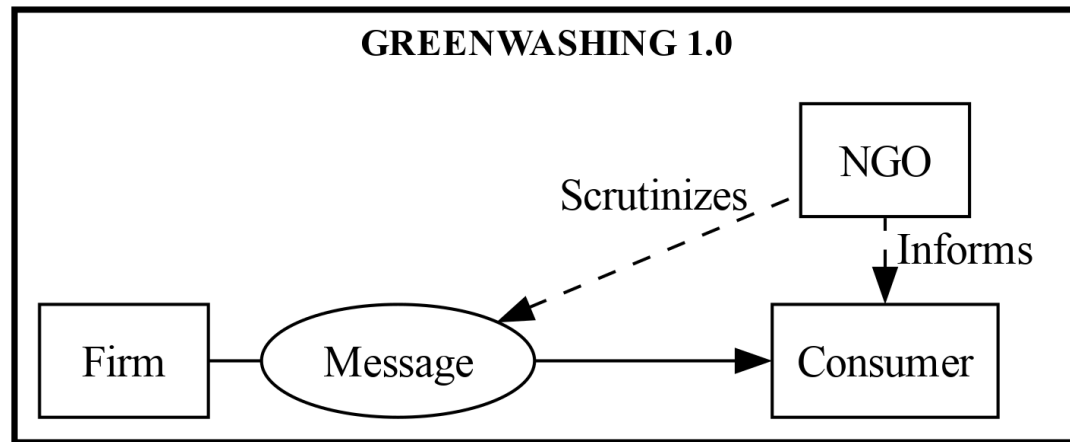 GREENWASHING 1.0
NGO
Scrutinizes
Informs
Firm
Message
Consumer